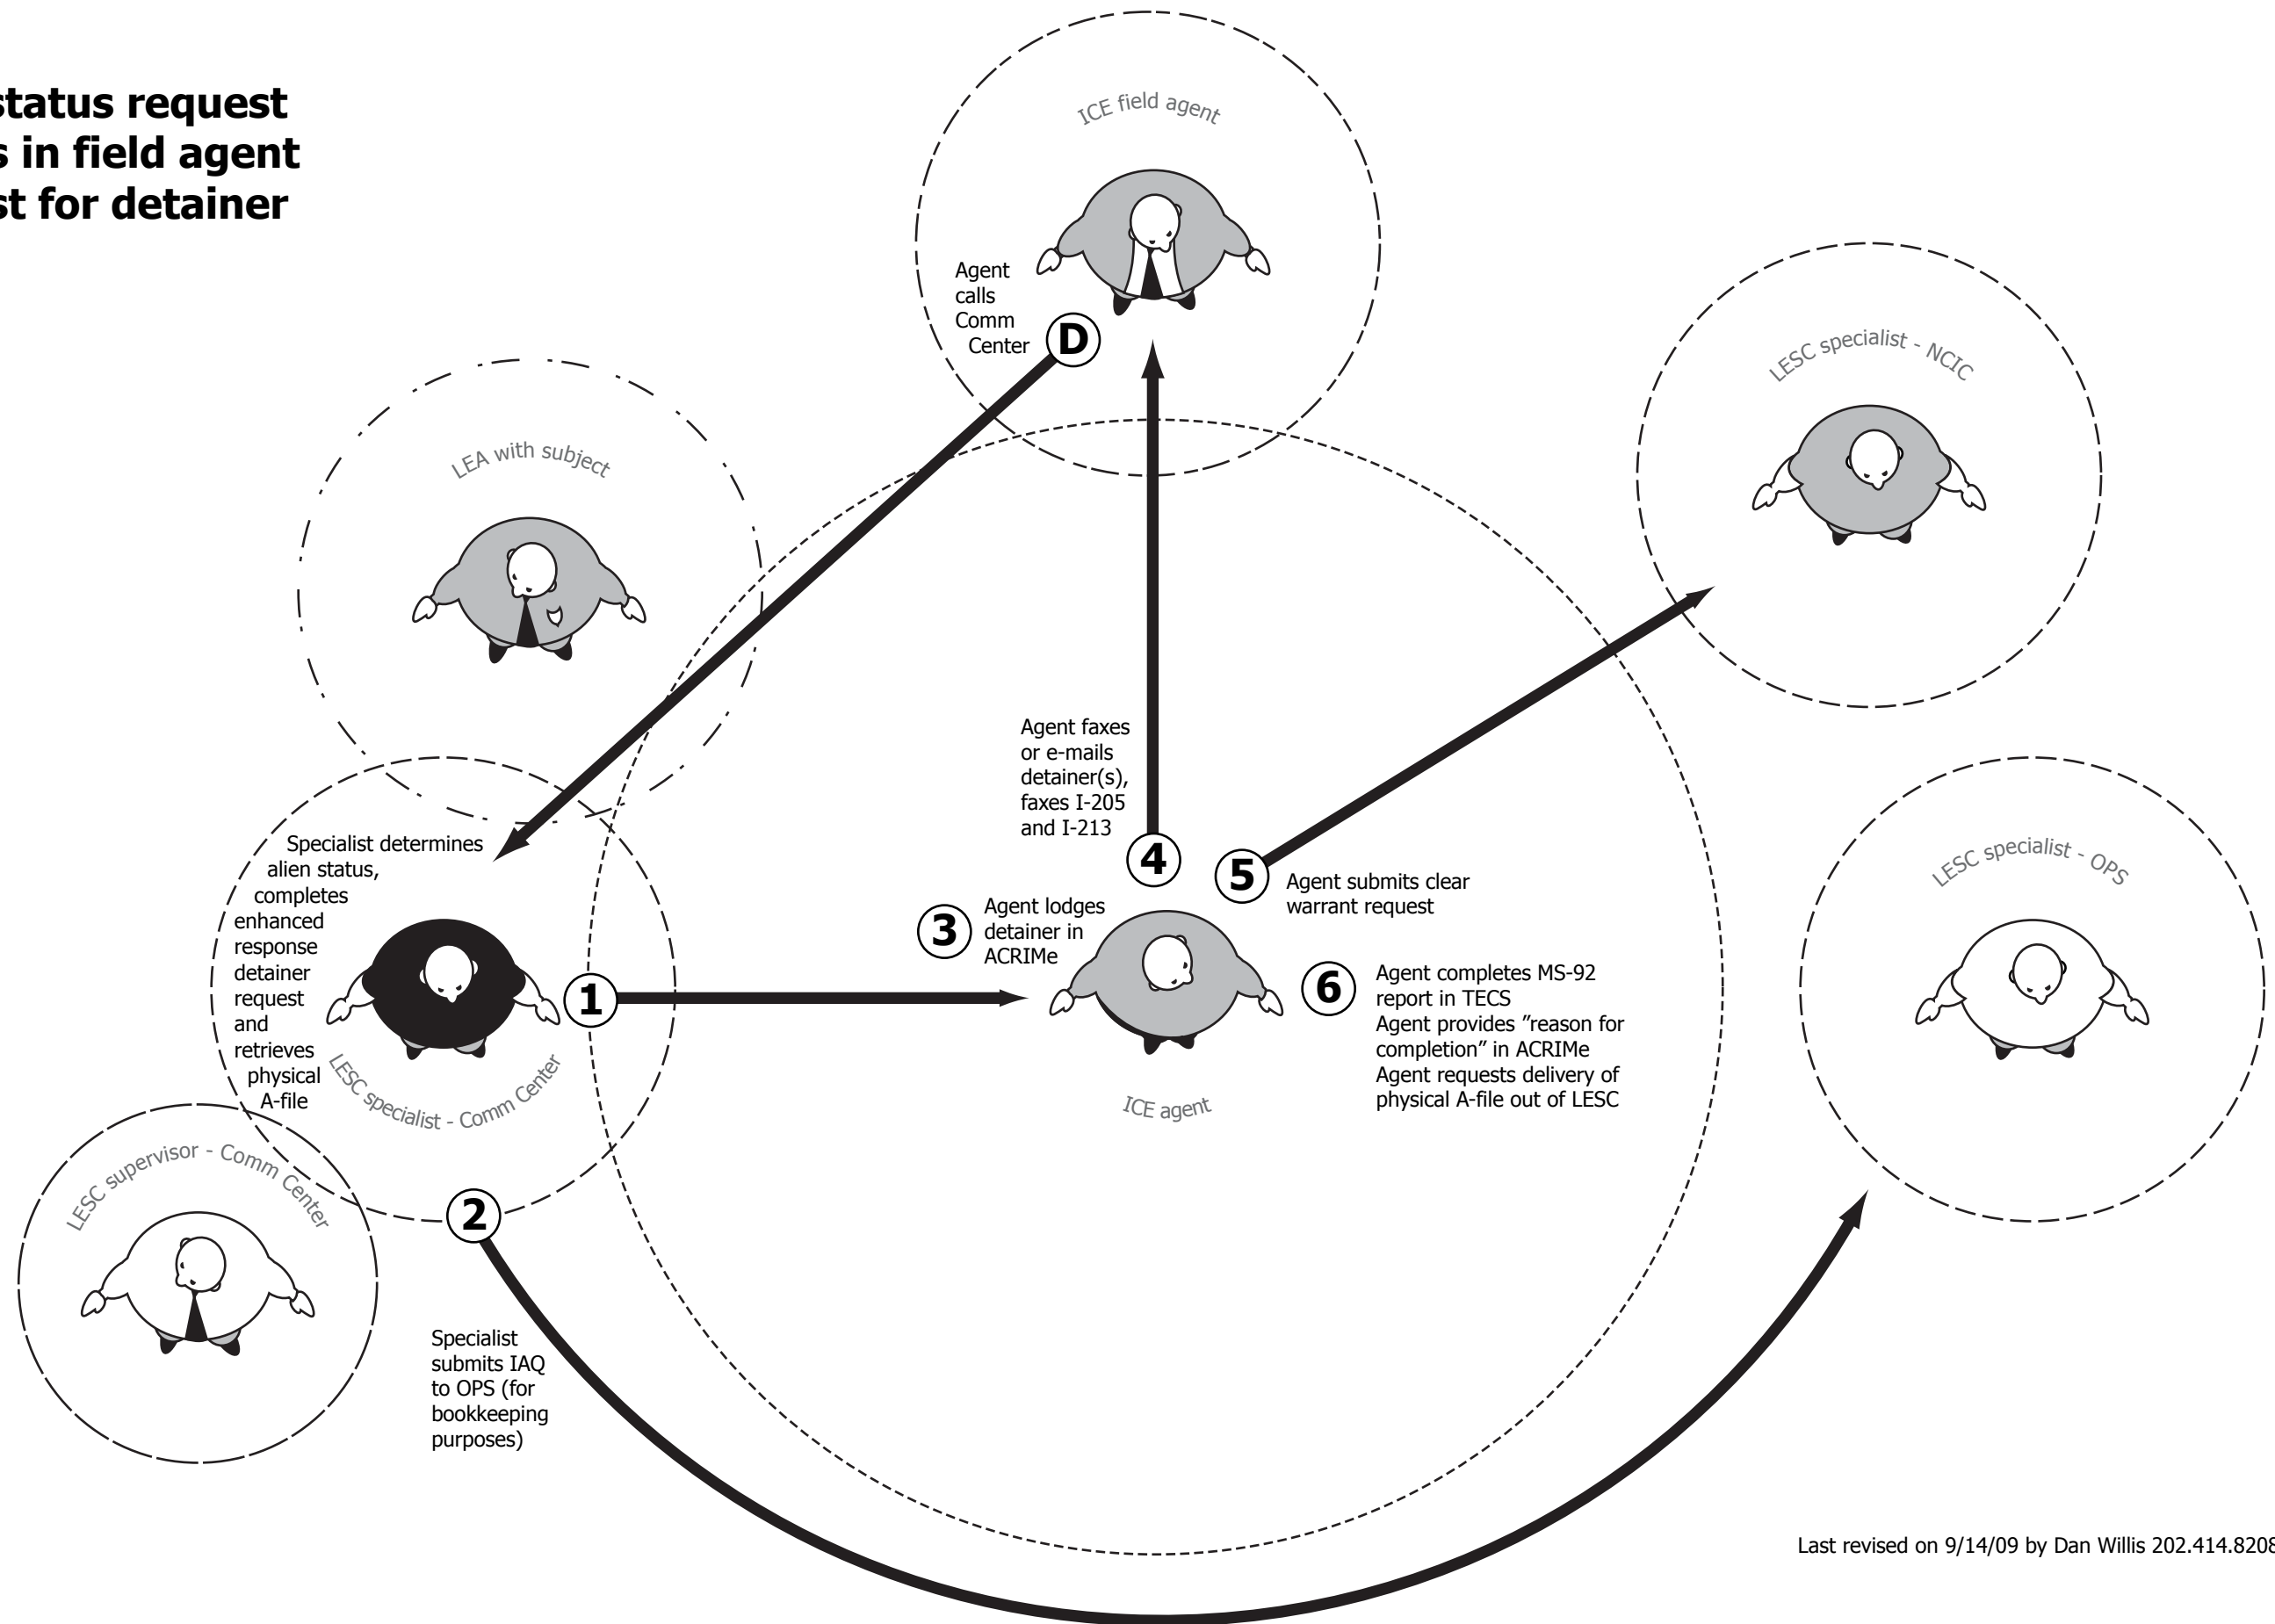 status request
s in field agent
st for detainer
ICE field agent
Agent
calls
Comm
Center
D
LESC specialist - NCIC
LEA with subject
Agent faxes
or e-mails
detainer(s),
faxes I-205
and I-213
4
5
Agent submits clear
warrant request
Specialist determines
alien status,
completes
enhanced
response
detainer
request
and
retrieves
physical
A-file
LESC specialist - Comm Center
1
3
Agent lodges
detainer in
ACRIMe
ICE agent
6
Agent completes MS-92
report in TECS
Agent provides ”reason for
completion” in ACRIMe
Agent requests delivery of
physical A-file out of LESC
LESC specialist - OPS
LESC supervisor - Comm Center
2
Specialist
submits IAQ
to OPS (for
bookkeeping
purposes)
Last revised on 9/14/09 by Dan Willis 202.414.8208